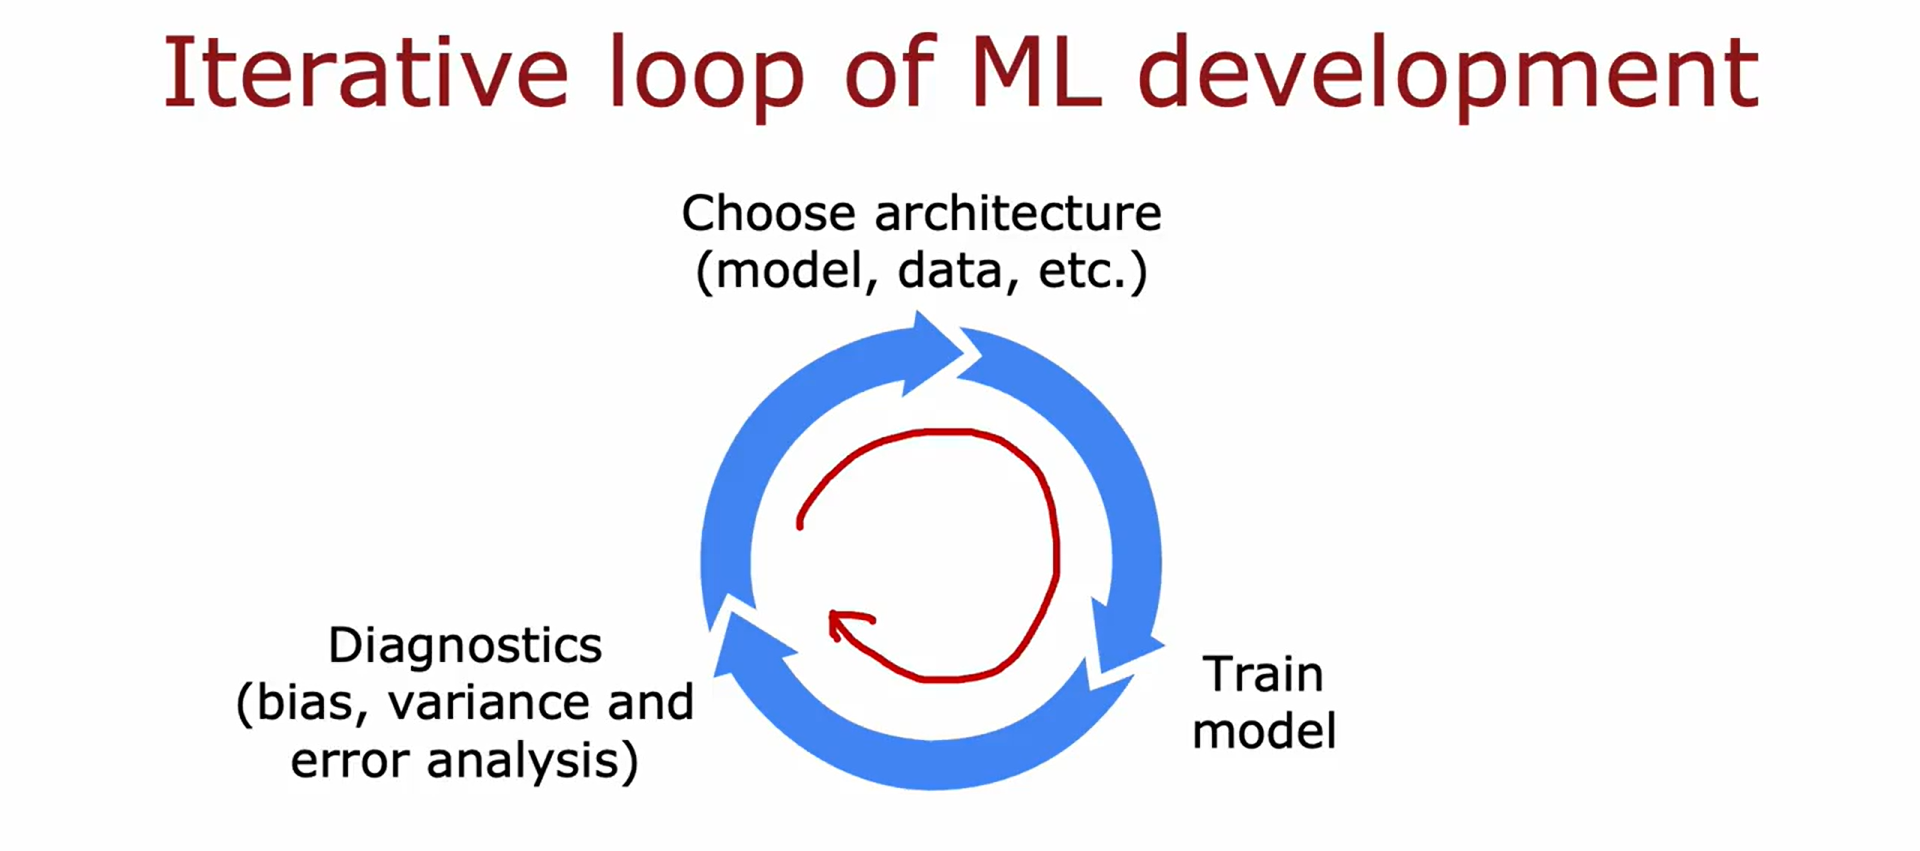 Iterative loop of ML development
Choose architecture
(model, data, etc.)
Train
model
Diagnostics
(bias, variance and
error analysis)